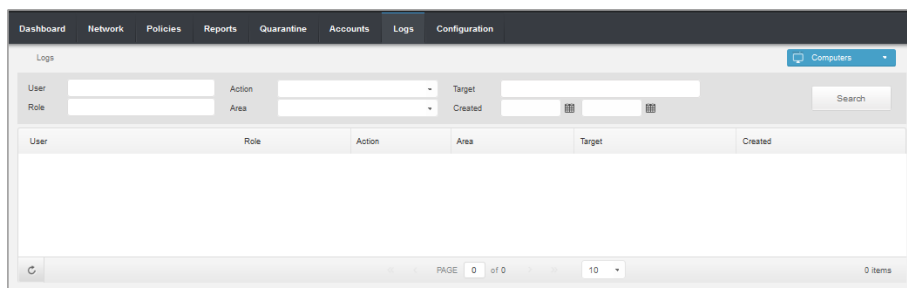 Dashboard Network Policies Reports Quarantine Accounts Logs Configuration
Logs Computers
User Action Target Search
Role Area Created
User Role Action Area Target Created
PAGE 0 of 0 10 0 items